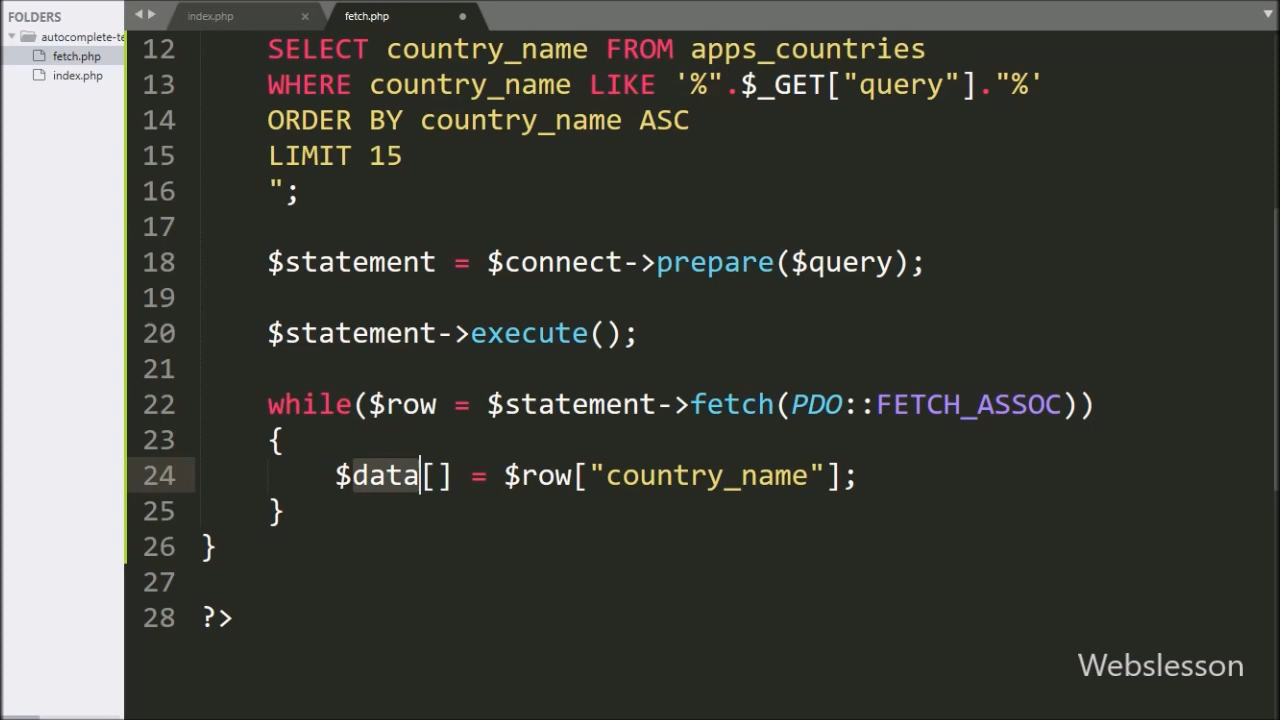 FOLDERS
autocomplete-te
fetch.php
index.php
index.php ×
fetch.php
12 SELECT country_name FROM apps_countries
13 WHERE country_name LIKE '%".$_GET["query"]."%'
14 ORDER BY country_name ASC
15 LIMIT 15
16 ";
17
18 $statement = $connect->prepare($query);
19
20 $statement->execute();
21
22 while($row = $statement->fetch(PDO::FETCH_ASSOC))
23 {
24 $data[] = $row["country_name"];
25 }
26 }
27
28 ?>
Webslesson